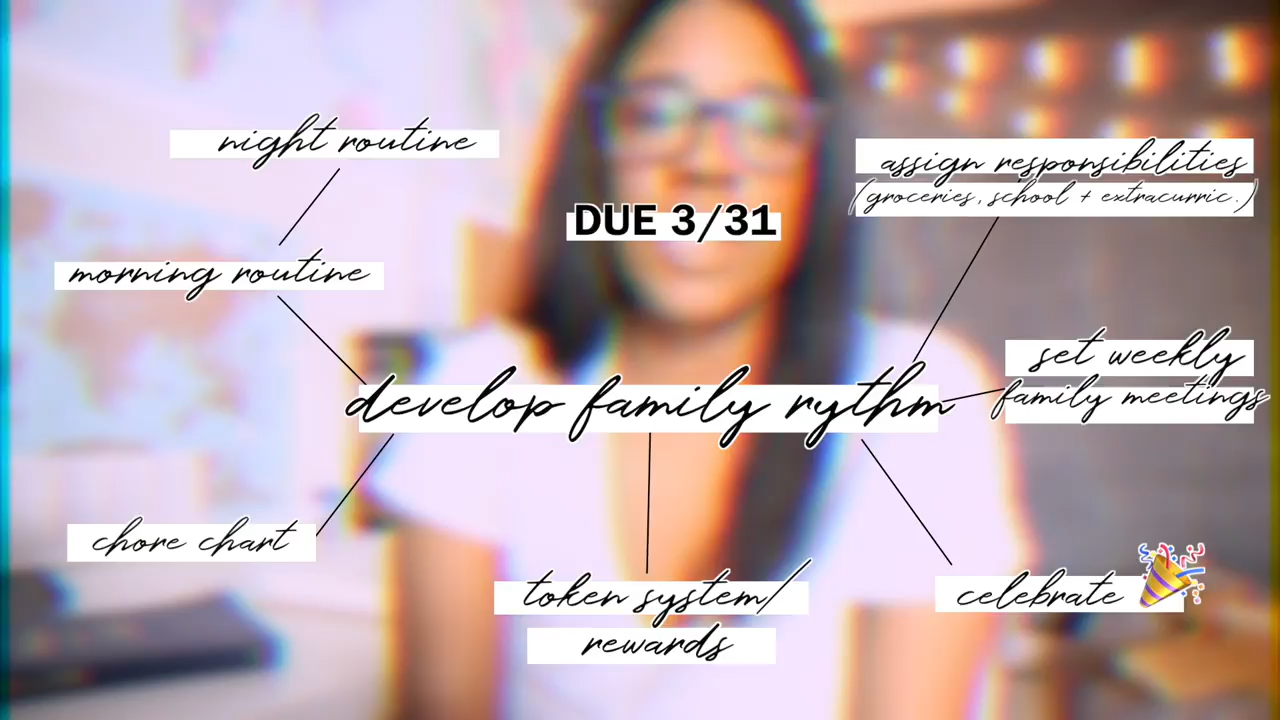 night routine
assign responsibilities
(groceries, school + extracurric.)
DUE 3/31
morning routine
set weekly
family meetings
develop family rythm
chore chart
token system/
rewards
celebrate 🎉